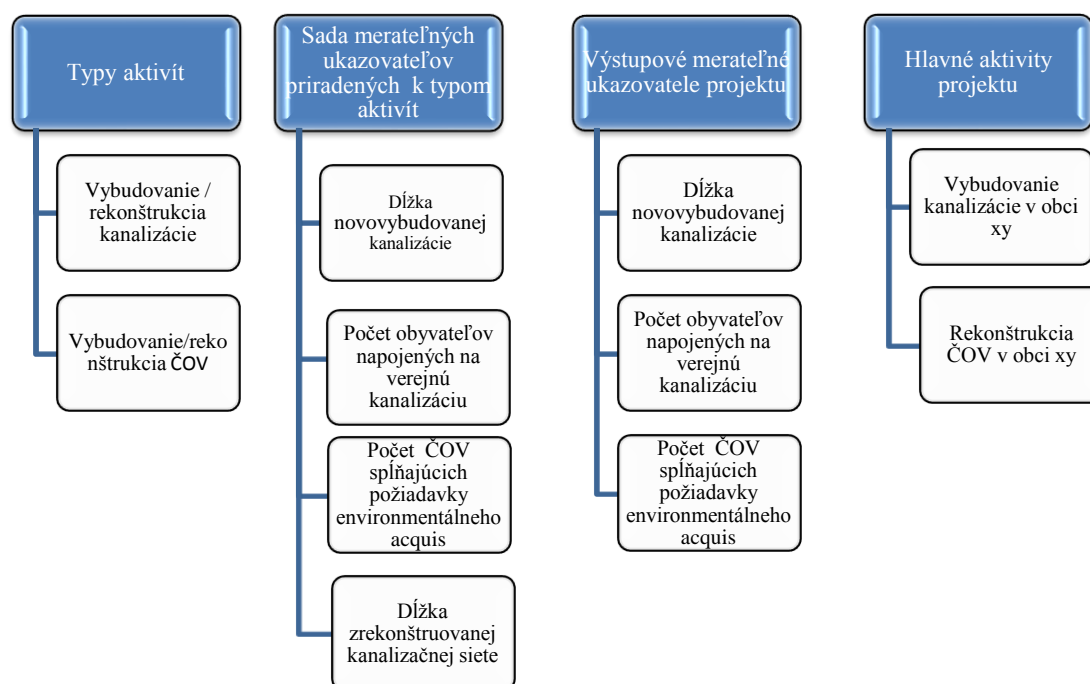 Typy aktivít
Vybudovanie /
rekonštrukcia
kanalizácie
Vybudovanie/reko
nštrukcia ČOV
Sada merateľných
ukazovateľov
priradených k typom
aktivít
Dĺžka
novovybudovanej
kanalizácie
Počet obyvateľov
napojených na
verejnú
kanalizáciu
Počet ČOV
spĺňajúcich
požiadavky
environmentálneho
acquis
Dĺžka
zrekonštruovanej
kanalizačnej siete
Výstupové merateľné
ukazovatele projektu
Dĺžka
novovybudovanej
kanalizácie
Počet obyvateľov
napojených na
verejnú
kanalizáciu
Počet ČOV
spĺňajúcich
požiadavky
environmentálneho
acquis
Hlavné aktivity
projektu
Vybudovanie
kanalizácie v obci
xy
Rekonštrukcia
ČOV v obci xy